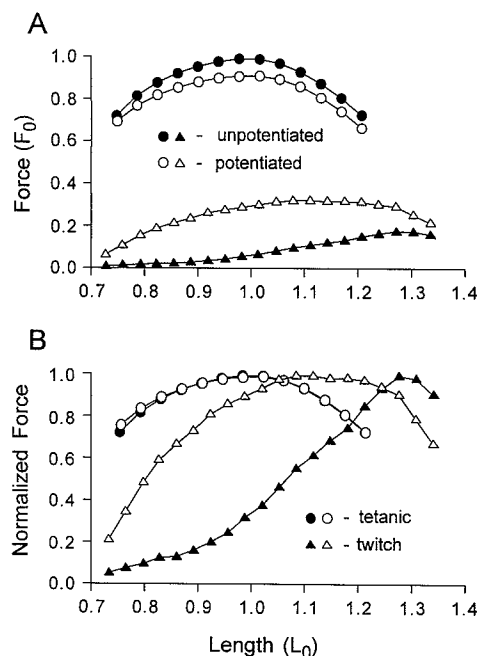 A
Force (F0)
1.0
0.8
0.6
0.4
0.2
0.0
- unpotentiated
- potentiated
0.7 0.8 0.9 1.0 1.1 1.2 1.3 1.4
B
Normalized Force
1.0
0.8
0.6
0.4
0.2
0.0
- tetanic
- twitch
0.7 0.8 0.9 1.0 1.1 1.2 1.3 1.4
Length (L0)